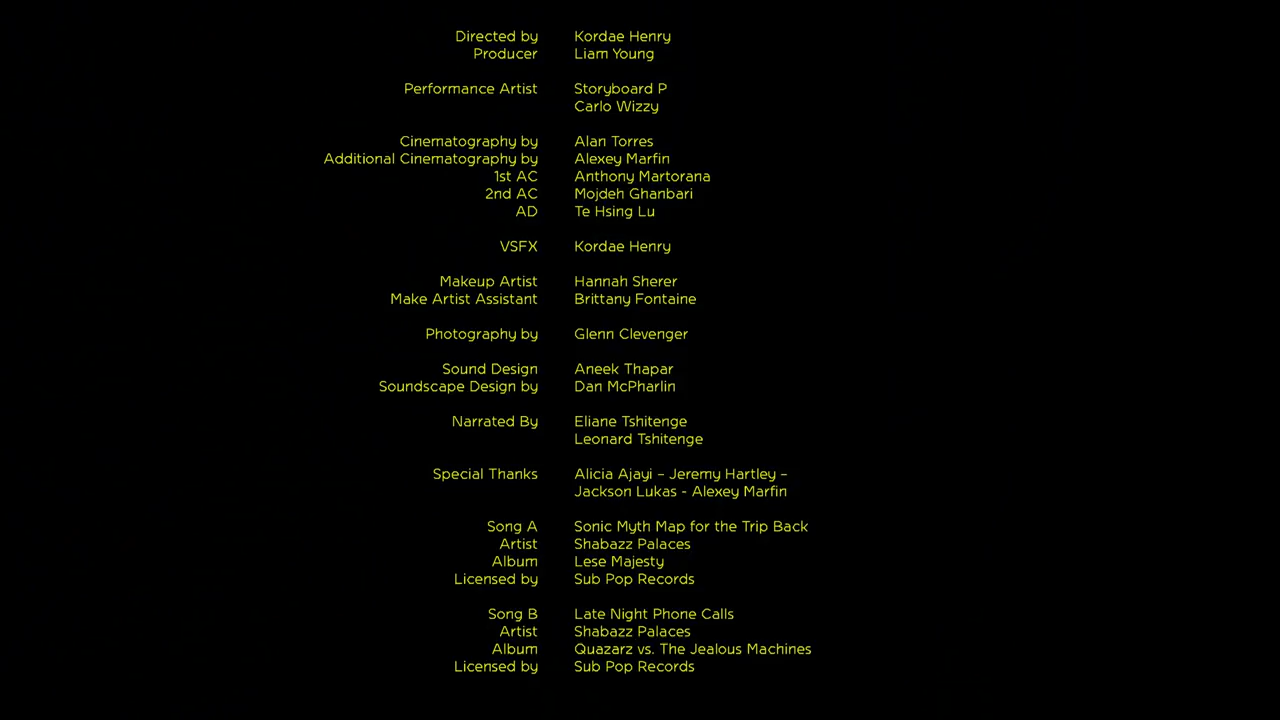 Directed by Kordae Henry
Producer Liam Young
Performance Artist Storyboard P
Carlo Wizzy
Cinematography by Alan Torres
Additional Cinematography by Alexey Marfin
1st AC Anthony Martorana
2nd AC Mojdeh Ghanbari
AD Te Hsing Lu
VSFX Kordae Henry
Makeup Artist Hannah Sherer
Make Artist Assistant Brittany Fontaine
Photography by Glenn Clevenger
Sound Design Aneek Thapar
Soundscape Design by Dan McPharlin
Narrated By Eliane Tshitenge
Leonard Tshitenge
Special Thanks Alicia Ajayi – Jeremy Hartley –
Jackson Lukas - Alexey Marfin
Song A Sonic Myth Map for the Trip Back
Artist Shabazz Palaces
Album Lese Majesty
Licensed by Sub Pop Records
Song B Late Night Phone Calls
Artist Shabazz Palaces
Album Quazarz vs. The Jealous Machines
Licensed by Sub Pop Records